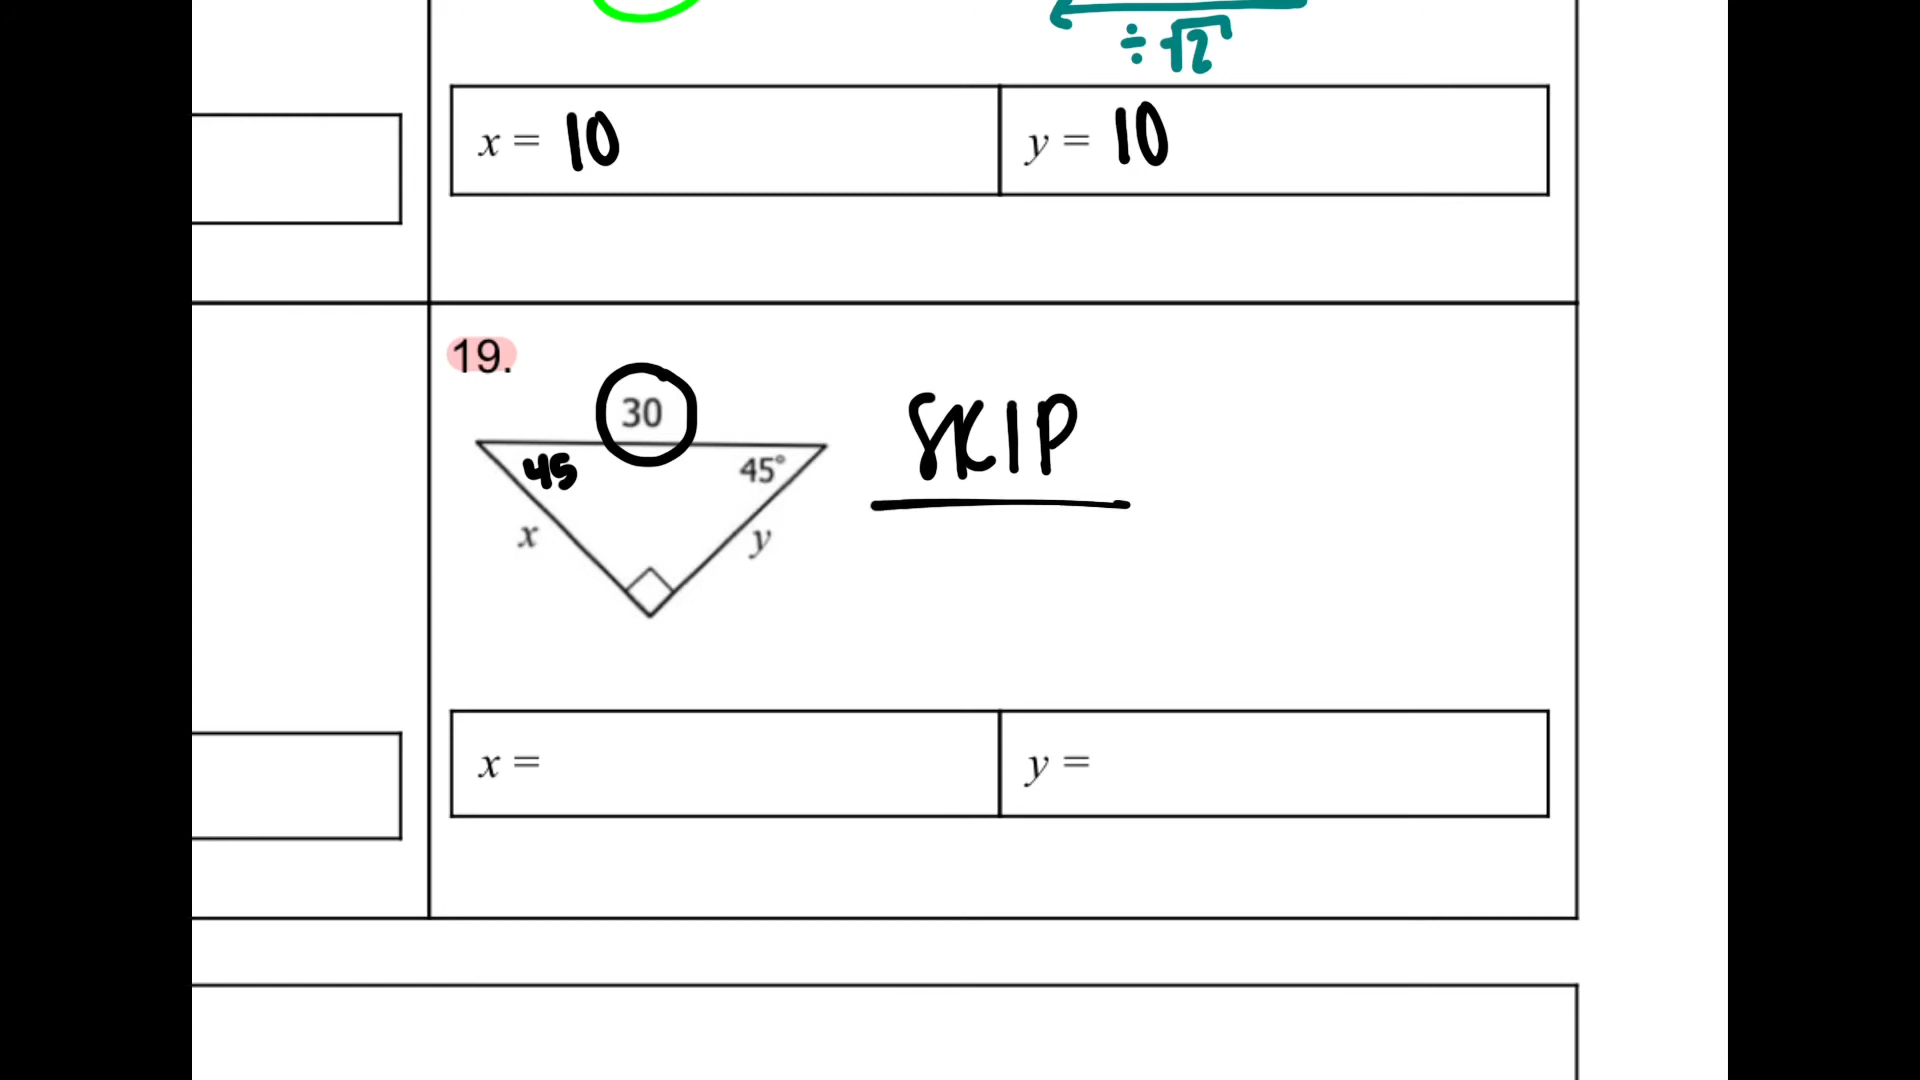 ÷ √2
x = 10
y = 10
19.
30
45
45°
SKIP
x
y
x =
y =